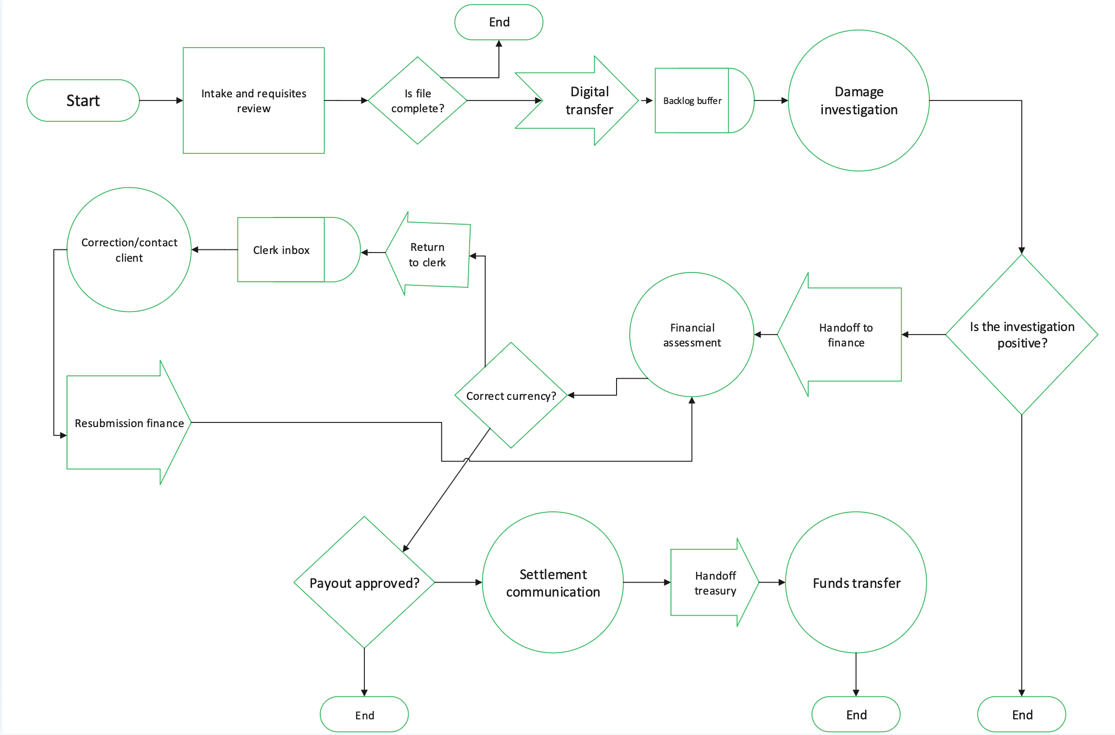 End
Start
Intake and requisites
review
Is file
complete?
Digital
transfer
Backlog buffer
Damage
investigation
Correction/contact
client
Clerk inbox
Return
to clerk
Financial
assessment
Handoff to
finance
Is the investigation
positive?
Resubmission finance
Correct currency?
Payout approved?
Settlement
communication
Handoff
treasury
Funds transfer
End
End
End